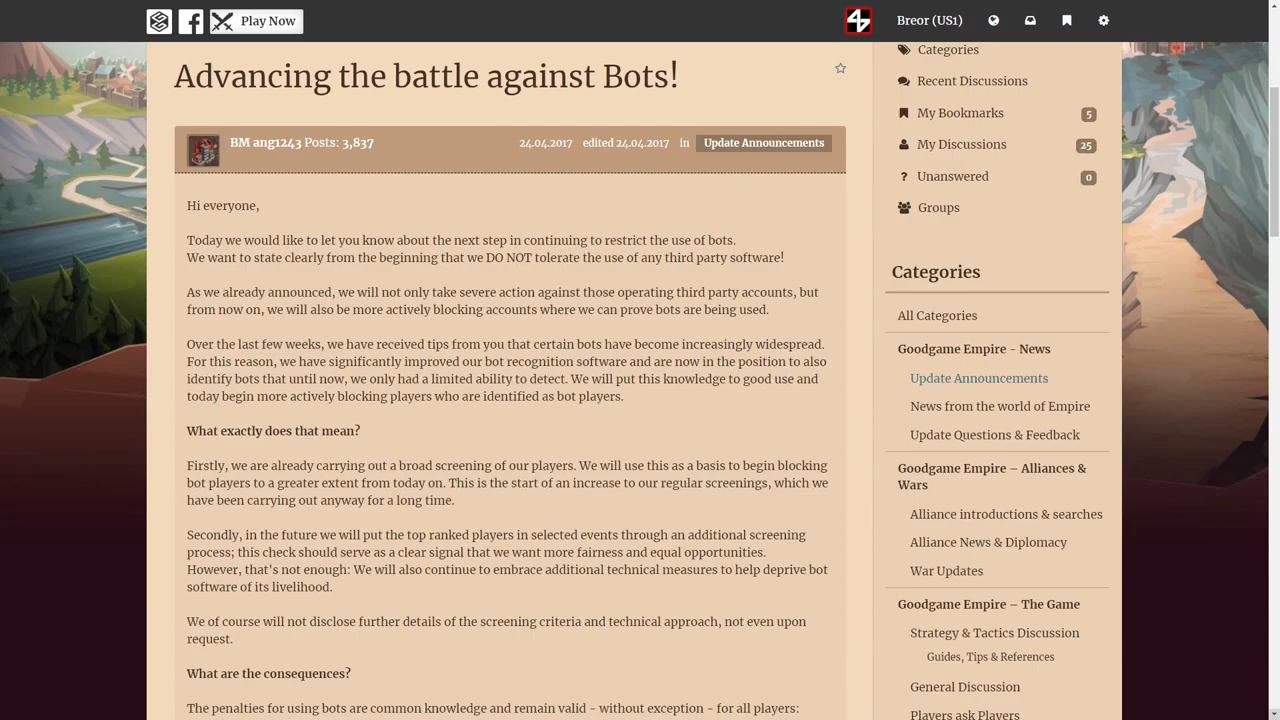 Play Now
Breor (US1)
Advancing the battle against Bots!
BM ang1243 Posts: 3,837
24.04.2017 edited 24.04.2017 in Update Announcements
Hi everyone,
Today we would like to let you know about the next step in continuing to restrict the use of bots.
We want to state clearly from the beginning that we DO NOT tolerate the use of any third party software!
As we already announced, we will not only take severe action against those operating third party accounts, but
from now on, we will also be more actively blocking accounts where we can prove bots are being used.
Over the last few weeks, we have received tips from you that certain bots have become increasingly widespread.
For this reason, we have significantly improved our bot recognition software and are now in the position to also
identify bots that until now, we only had a limited ability to detect. We will put this knowledge to good use and
today begin more actively blocking players who are identified as bot players.
What exactly does that mean?
Firstly, we are already carrying out a broad screening of our players. We will use this as a basis to begin blocking
bot players to a greater extent from today on. This is the start of an increase to our regular screenings, which we
have been carrying out anyway for a long time.
Secondly, in the future we will put the top ranked players in selected events through an additional screening
process; this check should serve as a clear signal that we want more fairness and equal opportunities.
However, that's not enough: We will also continue to embrace additional technical measures to help deprive bot
software of its livelihood.
We of course will not disclose further details of the screening criteria and technical approach, not even upon
request.
What are the consequences?
The penalties for using bots are common knowledge and remain valid - without exception - for all players:
Categories
Recent Discussions
My Bookmarks 5
My Discussions 25
Unanswered 0
Groups
Categories
All Categories
Goodgame Empire - News
Update Announcements
News from the world of Empire
Update Questions & Feedback
Goodgame Empire – Alliances &
Wars
Alliance introductions & searches
Alliance News & Diplomacy
War Updates
Goodgame Empire – The Game
Strategy & Tactics Discussion
Guides, Tips & References
General Discussion
Players ask Players